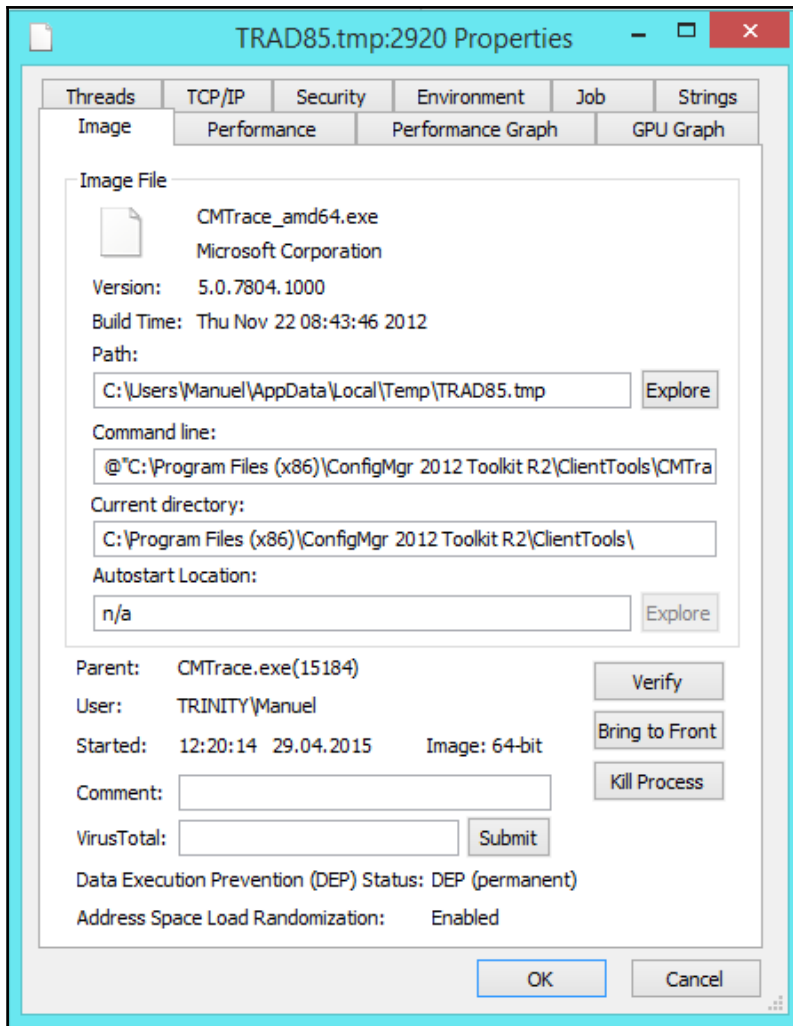 TRAD85.tmp:2920 Properties
Threads TCP/IP Security Environment Job Strings
Image Performance Performance Graph GPU Graph
Image File
CMTrace_amd64.exe
Microsoft Corporation
Version: 5.0.7804.1000
Build Time: Thu Nov 22 08:43:46 2012
Path:
C:\Users\Manuel\AppData\Local\Temp\TRAD85.tmp Explore
Command line:
@"C:\Program Files (x86)\ConfigMgr 2012 Toolkit R2\ClientTools\CMTra
Current directory:
C:\Program Files (x86)\ConfigMgr 2012 Toolkit R2\ClientTools\
Autostart Location:
n/a Explore
Parent: CMTrace.exe(15184)
Verify
User: TRINITY\Manuel
Bring to Front
Started: 12:20:14 29.04.2015 Image: 64-bit
Kill Process
Comment:
VirusTotal: Submit
Data Execution Prevention (DEP) Status: DEP (permanent)
Address Space Load Randomization: Enabled
OK Cancel